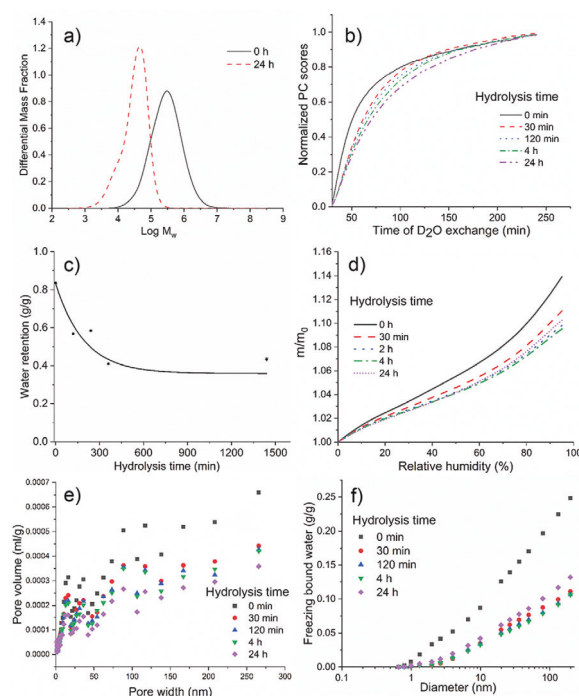 a)
Differential Mass Fraction
1.2
1.0
0.8
0.6
0.4
0.2
0.0
0 h
24 h
2 3 4 5 6 7 8 9
Log Mw
b)
Normalized PC scores
1.0
0.8
0.6
0.4
0.2
0.0
Hydrolysis time
0 min
30 min
120 min
4 h
24 h
50 100 150 200 250
Time of D2O exchange (min)
c)
Water retention (g/g)
1.0
0.8
0.6
0.4
0.2
0.0
0 300 600 900 1200 1500
Hydrolysis time (min)
d)
m/m0
1.16
1.14
1.12
1.10
1.08
1.06
1.04
1.02
1.00
Hydrolysis time
0 h
30 min
2 h
4 h
24 h
0 20 40 60 80 100
Relative humidity (%)
e)
Pore volume (ml/g)
0.0007
0.0006
0.0005
0.0004
0.0003
0.0002
0.0001
0.0000
Hydrolysis time
0 min
30 min
120 min
4 h
24 h
0 50 100 150 200 250 300
Pore width (nm)
f)
Freezing bound water (g/g)
0.25
0.20
0.15
0.10
0.05
0.00
Hydrolysis time
0 min
30 min
120 min
4 h
24 h
0.1 1 10 100
Diameter (nm)